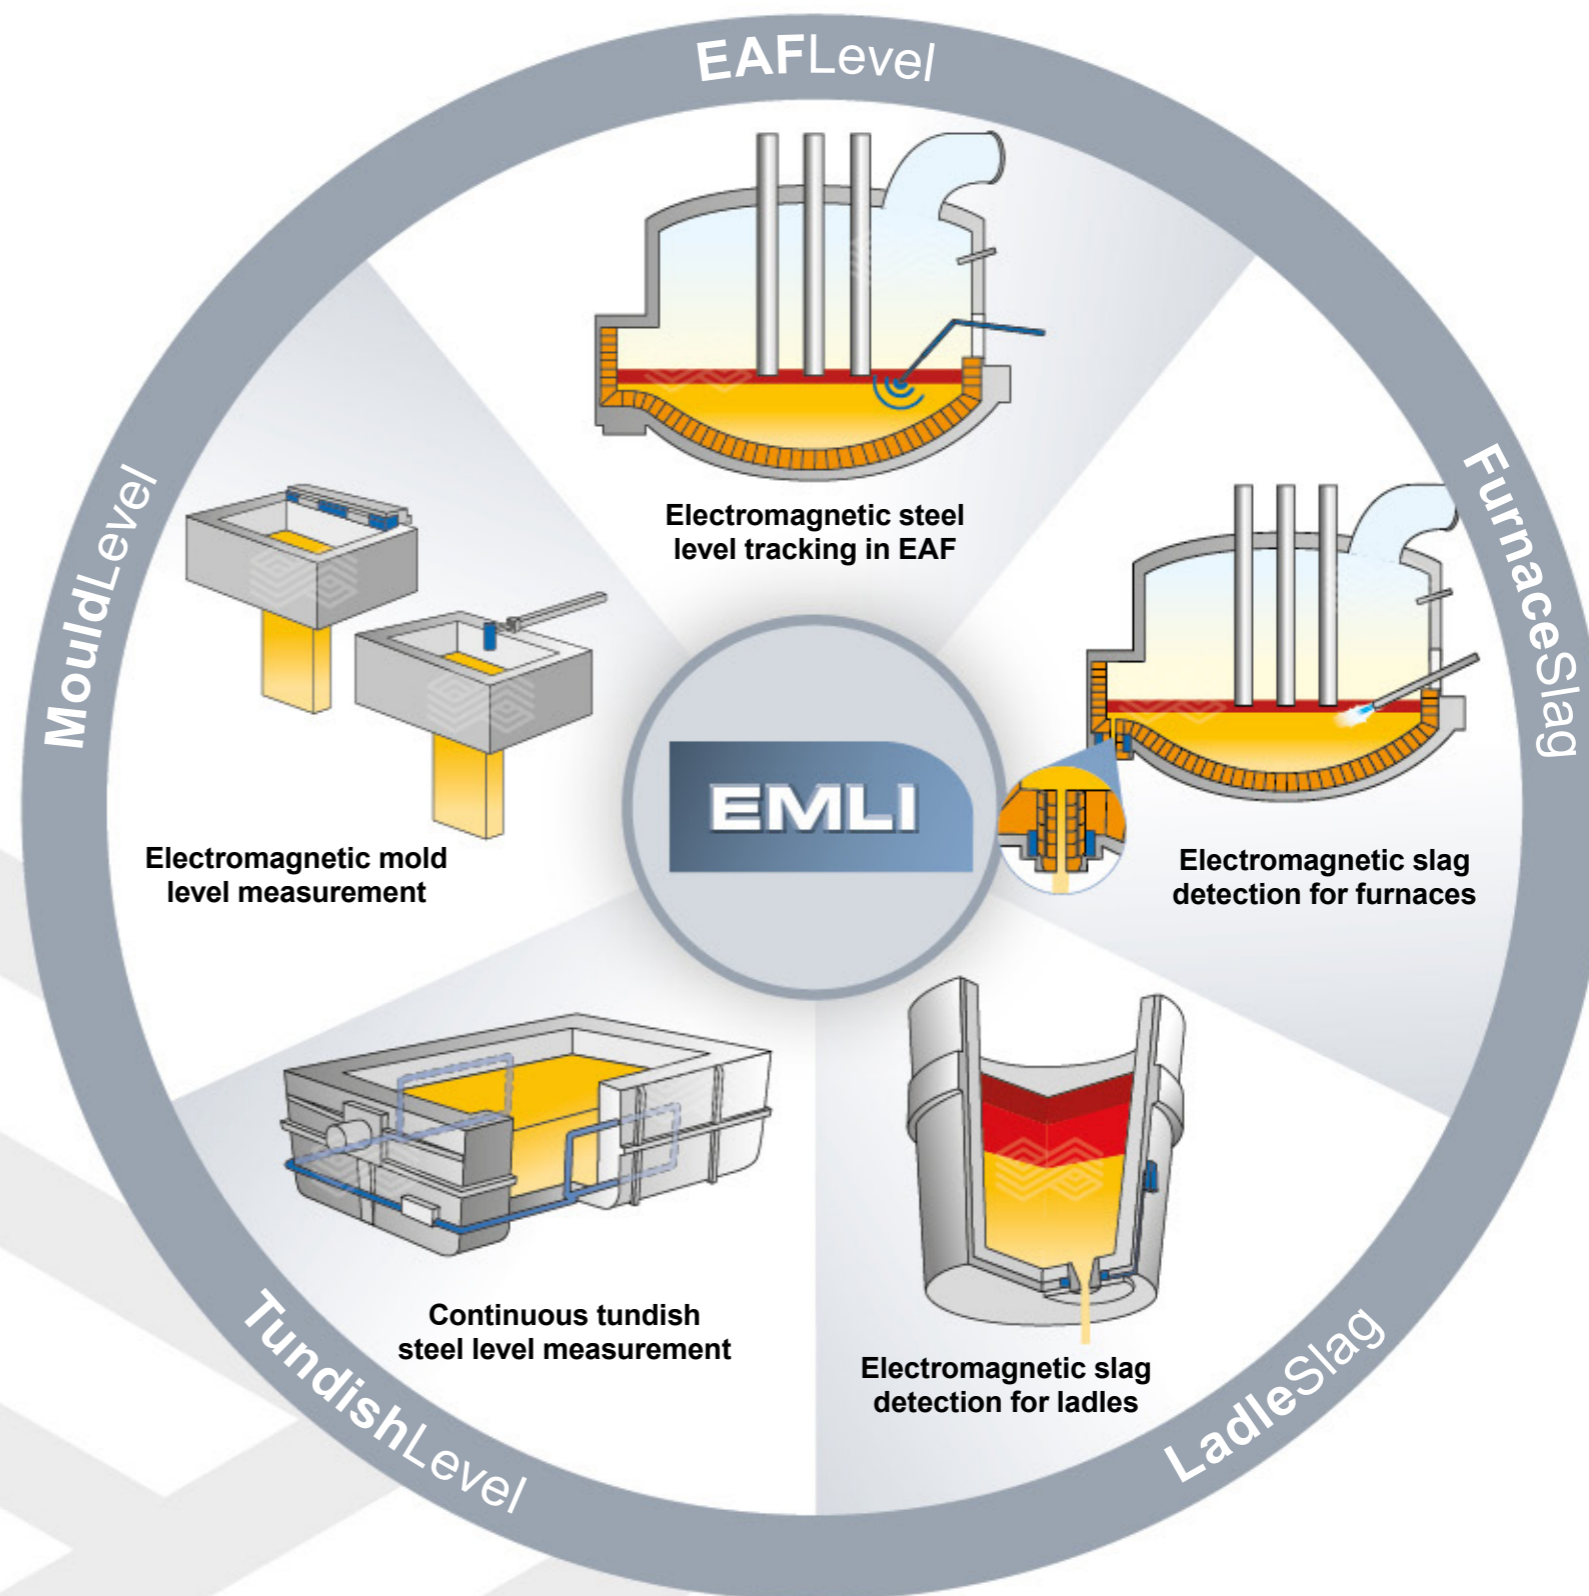 EAFLevel
Electromagnetic steel
level tracking in EAF
FurnaceSlag
Electromagnetic slag
detection for furnaces
LadleSlag
Electromagnetic slag
detection for ladles
TundishLevel
Continuous tundish
steel level measurement
MouldLevel
Electromagnetic mold
level measurement
EMLI